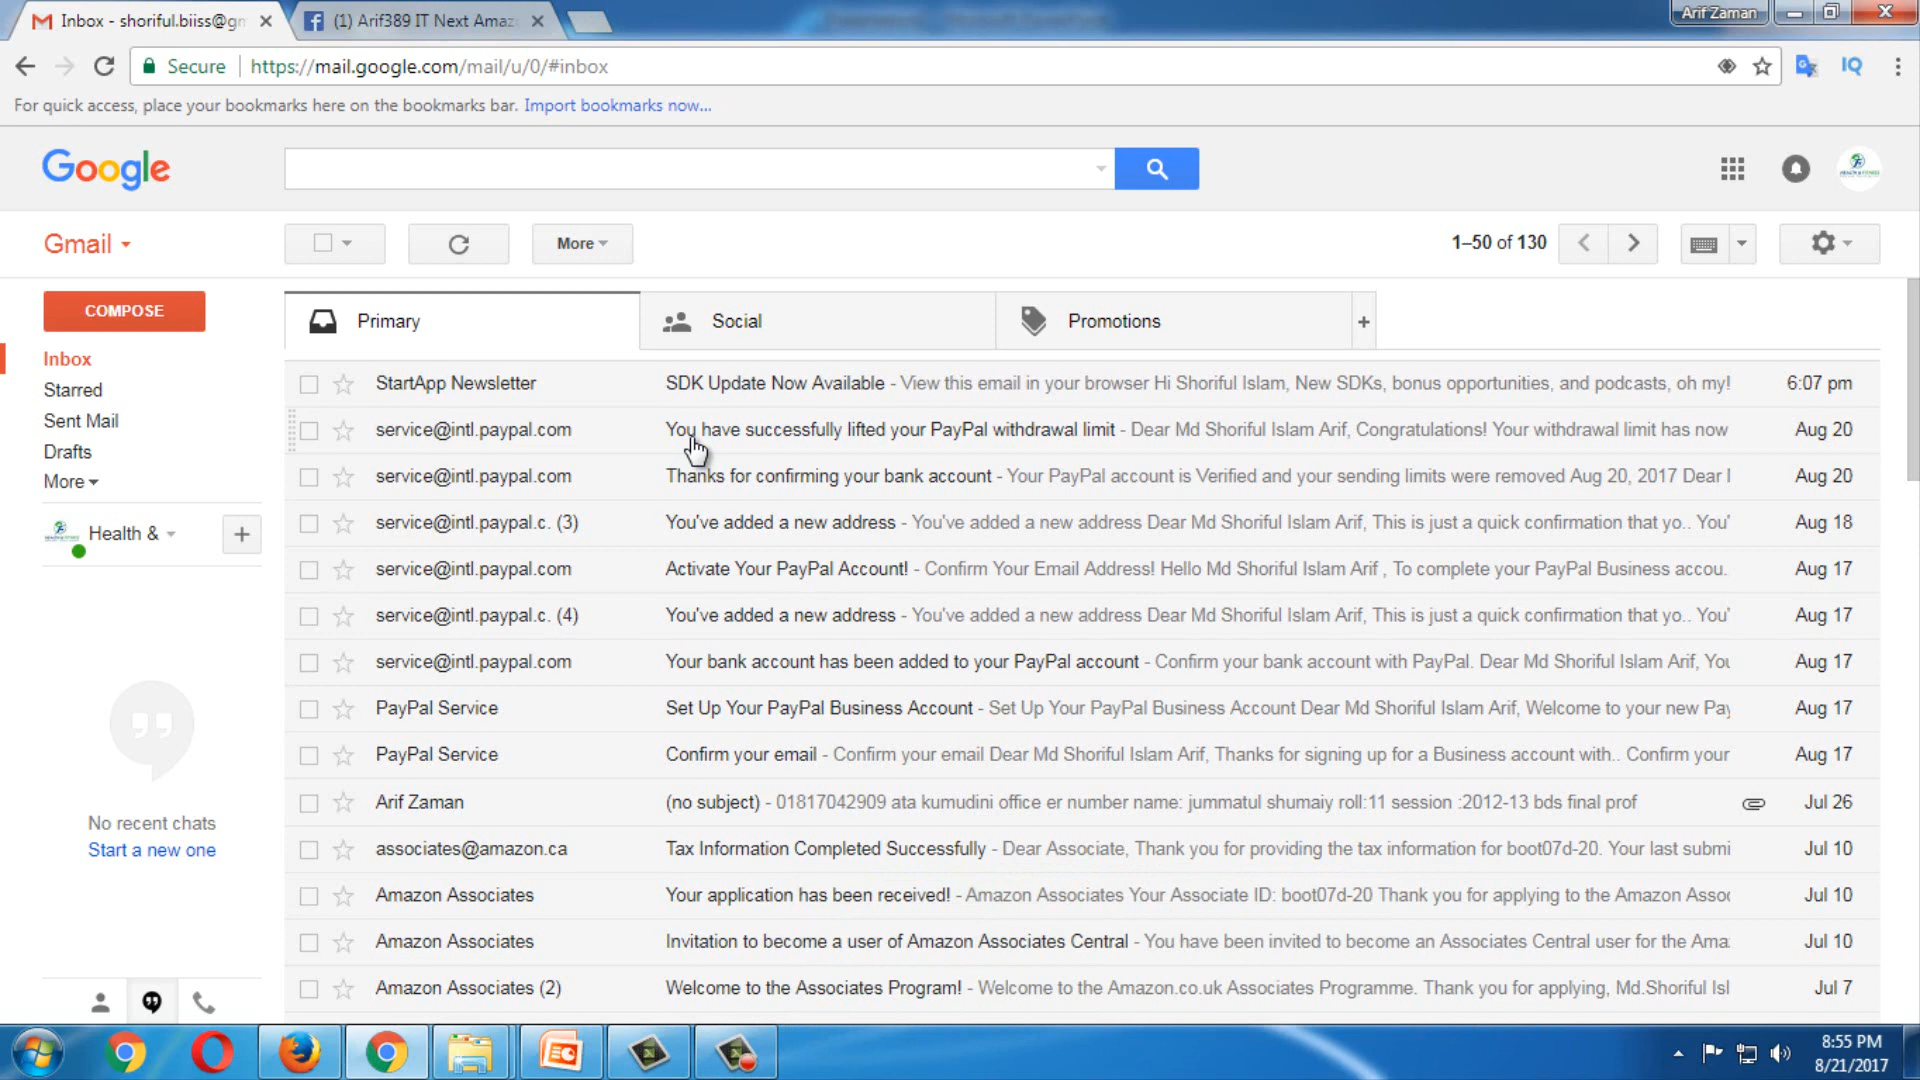 Inbox - shoriful.biiss@gm
(1) Arif389 IT Next Amaz
Arif Zaman
Secure
https://mail.google.com/mail/u/0/#inbox
IQ
For quick access, place your bookmarks here on the bookmarks bar. Import bookmarks now...
Google
Gmail
More
1–50 of 130
COMPOSE
Primary
Social
Promotions
+
Inbox
Starred
Sent Mail
Drafts
More
Health &
+
No recent chats
Start a new one
StartApp Newsletter SDK Update Now Available - View this email in your browser Hi Shoriful Islam, New SDKs, bonus opportunities, and podcasts, oh my! 6:07 pm
service@intl.paypal.com You have successfully lifted your PayPal withdrawal limit - Dear Md Shoriful Islam Arif, Congratulations! Your withdrawal limit has now Aug 20
service@intl.paypal.com Thanks for confirming your bank account - Your PayPal account is Verified and your sending limits were removed Aug 20, 2017 Dear Aug 20
service@intl.paypal.c. (3) You've added a new address - You've added a new address Dear Md Shoriful Islam Arif, This is just a quick confirmation that yo.. You' Aug 18
service@intl.paypal.com Activate Your PayPal Account! - Confirm Your Email Address! Hello Md Shoriful Islam Arif , To complete your PayPal Business accou. Aug 17
service@intl.paypal.c. (4) You've added a new address - You've added a new address Dear Md Shoriful Islam Arif, This is just a quick confirmation that yo.. You' Aug 17
service@intl.paypal.com Your bank account has been added to your PayPal account - Confirm your bank account with PayPal. Dear Md Shoriful Islam Arif, You Aug 17
PayPal Service Set Up Your PayPal Business Account - Set Up Your PayPal Business Account Dear Md Shoriful Islam Arif, Welcome to your new Pay Aug 17
PayPal Service Confirm your email - Confirm your email Dear Md Shoriful Islam Arif, Thanks for signing up for a Business account with.. Confirm your Aug 17
Arif Zaman (no subject) - 01817042909 ata kumudini office er number name: jummatul shumaiy roll:11 session :2012-13 bds final prof Jul 26
associates@amazon.ca Tax Information Completed Successfully - Dear Associate, Thank you for providing the tax information for boot07d-20. Your last submi Jul 10
Amazon Associates Your application has been received! - Amazon Associates Your Associate ID: boot07d-20 Thank you for applying to the Amazon Assoc Jul 10
Amazon Associates Invitation to become a user of Amazon Associates Central - You have been invited to become an Associates Central user for the Ama Jul 10
Amazon Associates (2) Welcome to the Associates Program! - Welcome to the Amazon.co.uk Associates Programme. Thank you for applying, Md.Shoriful Isl Jul 7
8:55 PM
8/21/2017